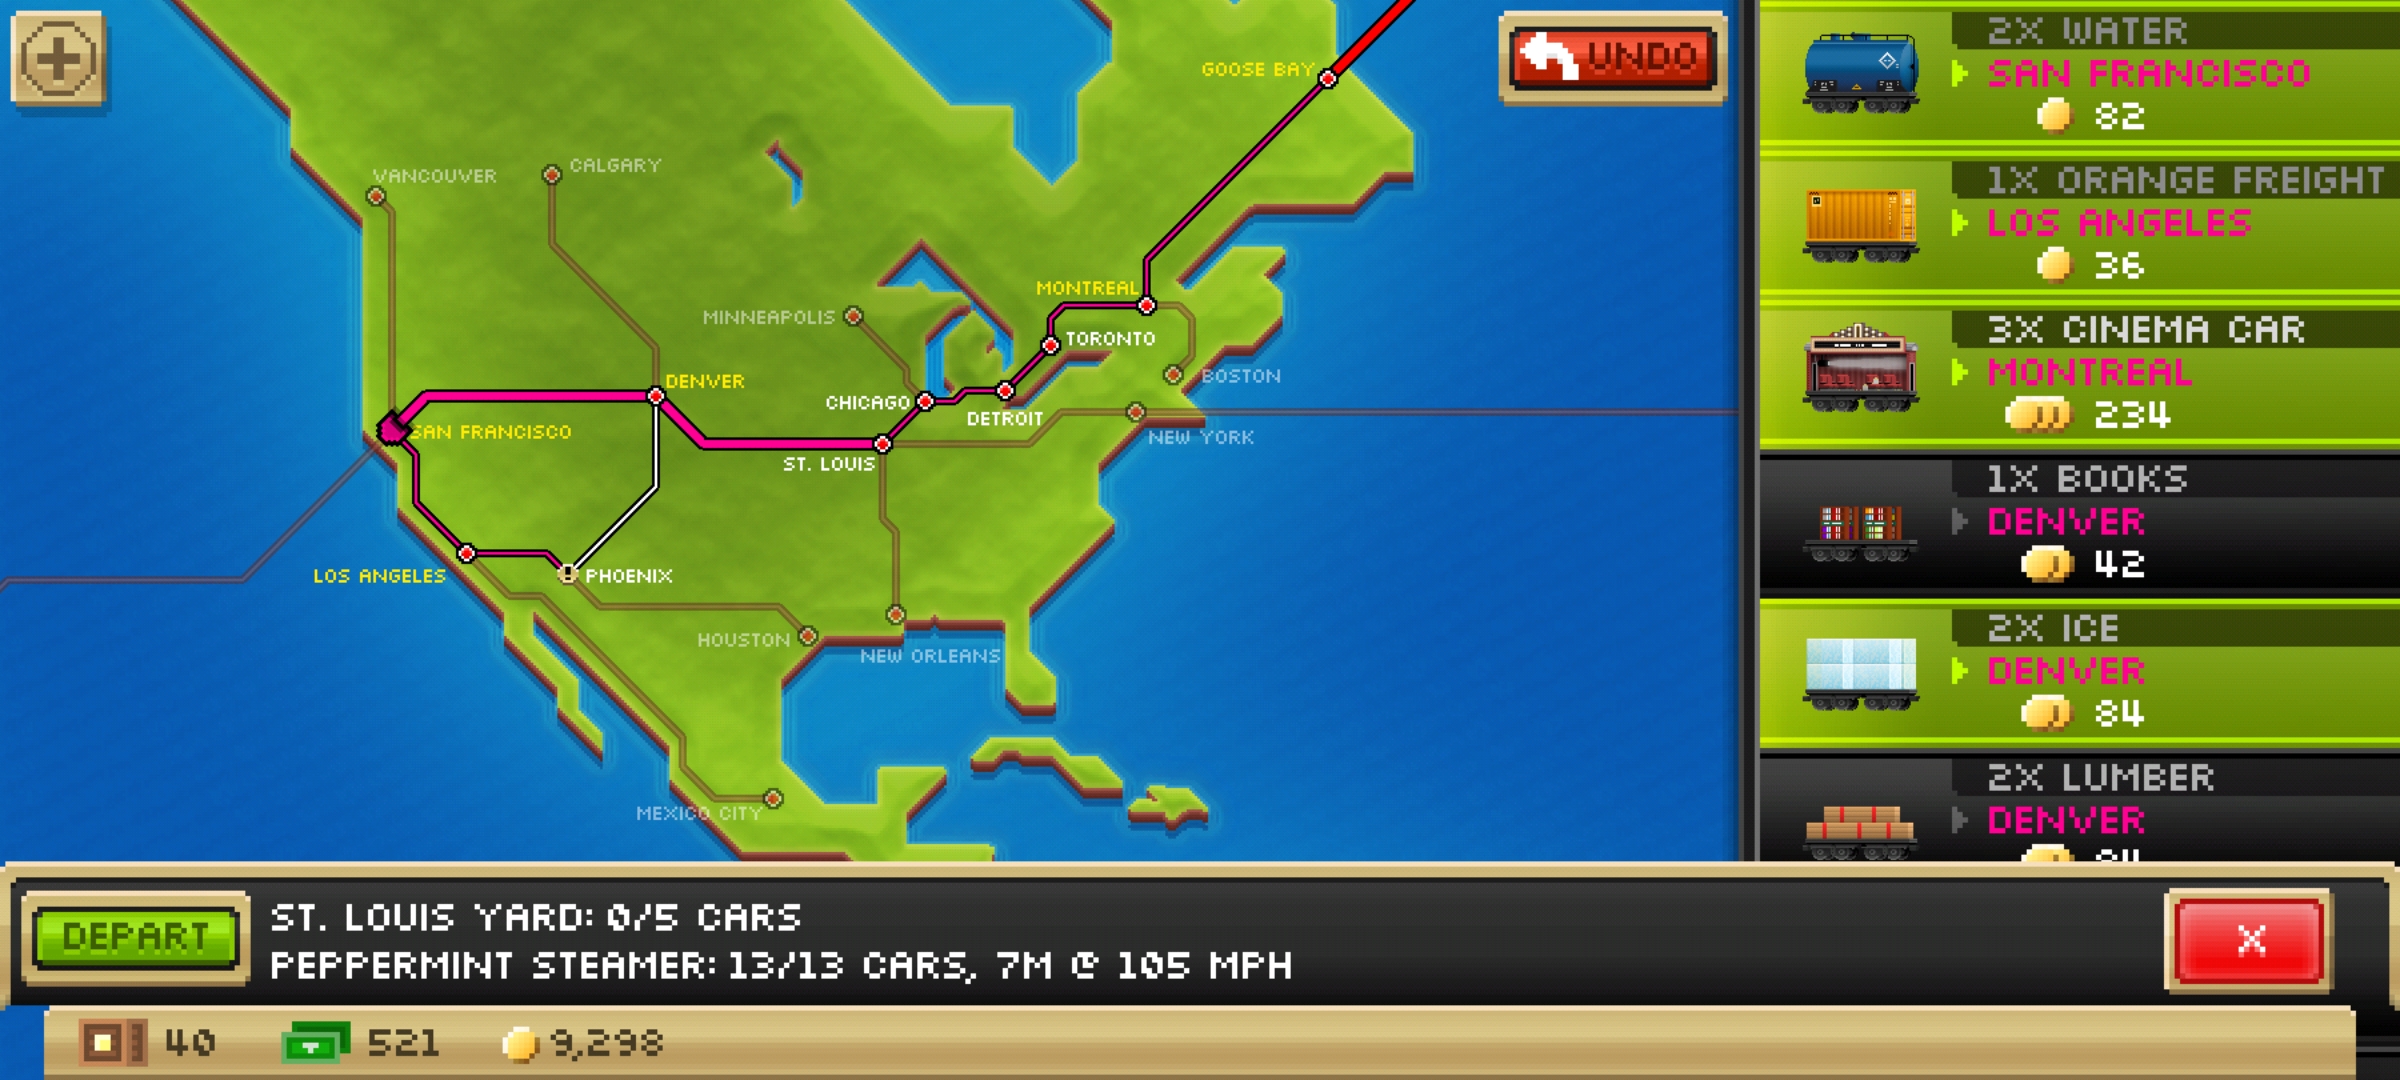 UNDO
GOOSE BAY
VANCOUVER
CALGARY
MONTREAL
MINNEAPOLIS
TORONTO
BOSTON
DENVER
CHICAGO
DETROIT
SAN FRANCISCO
NEW YORK
ST. LOUIS
LOS ANGELES
PHOENIX
HOUSTON
NEW ORLEANS
MEXICO CITY
2X WATER
SAN FRANCISCO
82
1X ORANGE FREIGHT
LOS ANGELES
36
3X CINEMA CAR
MONTREAL
234
1X BOOKS
DENVER
42
2X ICE
DENVER
84
2X LUMBER
DENVER
DEPART
ST. LOUIS YARD: 0/5 CARS
PEPPERMINT STEAMER: 13/13 CARS, 7M @ 105 MPH
X
40
521
9,298